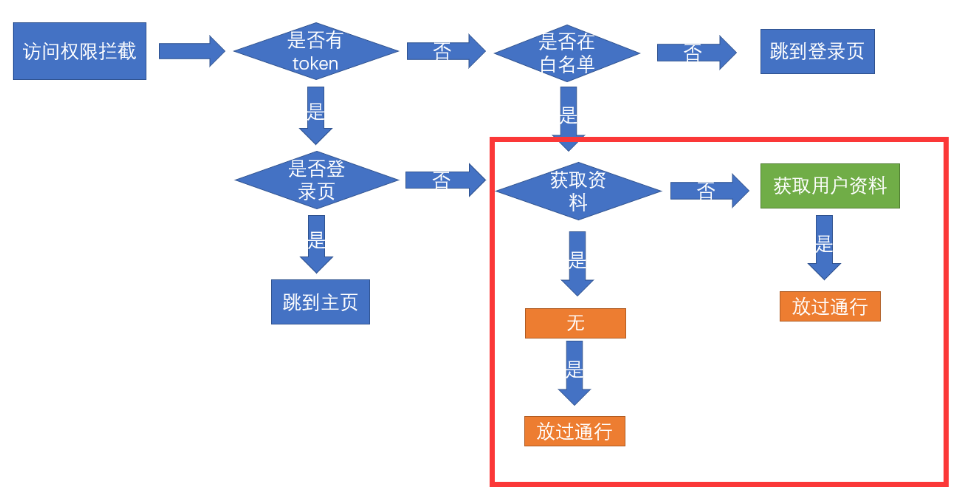 访问权限拦截
是否有
token
否
是否在
白名单
否
跳到登录页
是
是
是否登
录页
否
获取资
料
否
获取用户资料
是
是
是
跳到主页
无
放过通行
是
放过通行